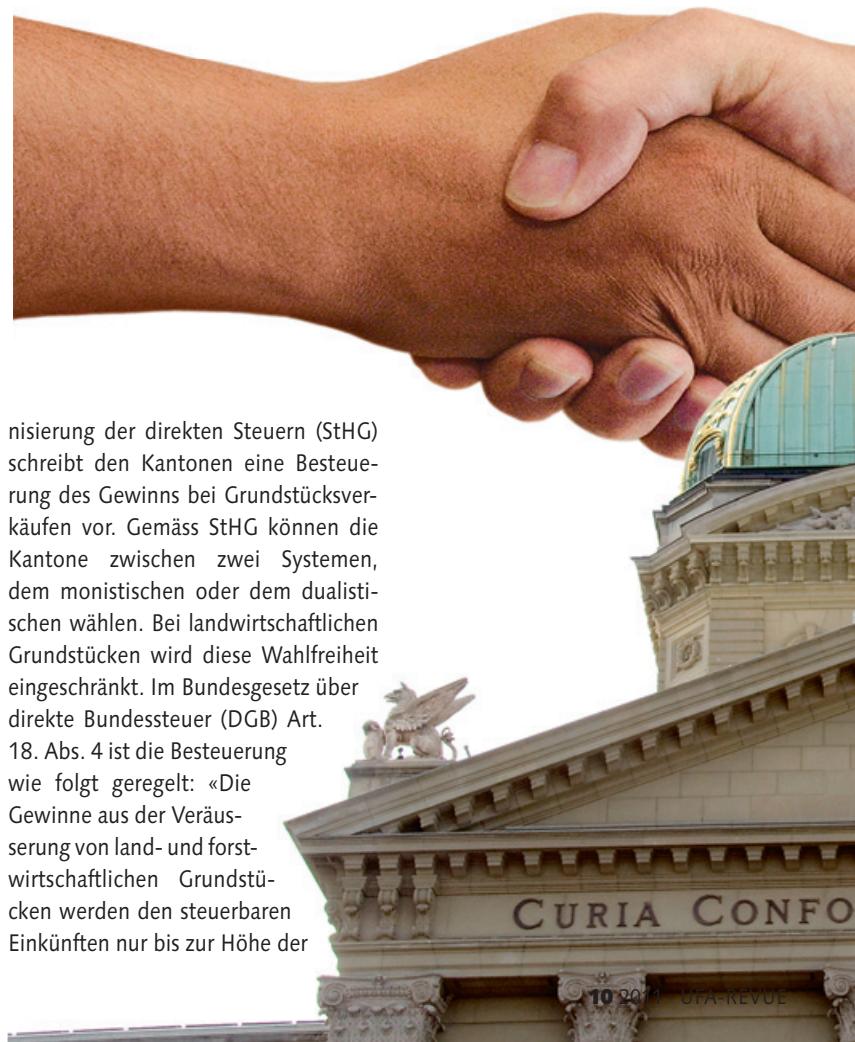 nisierung der direkten Steuern (StHG)
schreibt den Kantonen eine Besteue-
rung des Gewinns bei Grundstücksver-
käufen vor. Gemäss StHG können die
Kantone zwischen zwei Systemen,
dem monistischen oder dem dualisti-
schen wählen. Bei landwirtschaftlichen
Grundstücken wird diese Wahlfreiheit
eingeschränkt. Im Bundesgesetz über
direkte Bundessteuer (DGB) Art.
18. Abs. 4 ist die Besteuerung
wie folgt geregelt: «Die
Gewinne aus der Veräus-
serung von land- und forst-
wirtschaftlichen Grundstü-
cken werden den steuerbaren
Einkünften nur bis zur Höhe der
CURIA CONFO
10 2011 UFA-REVUE